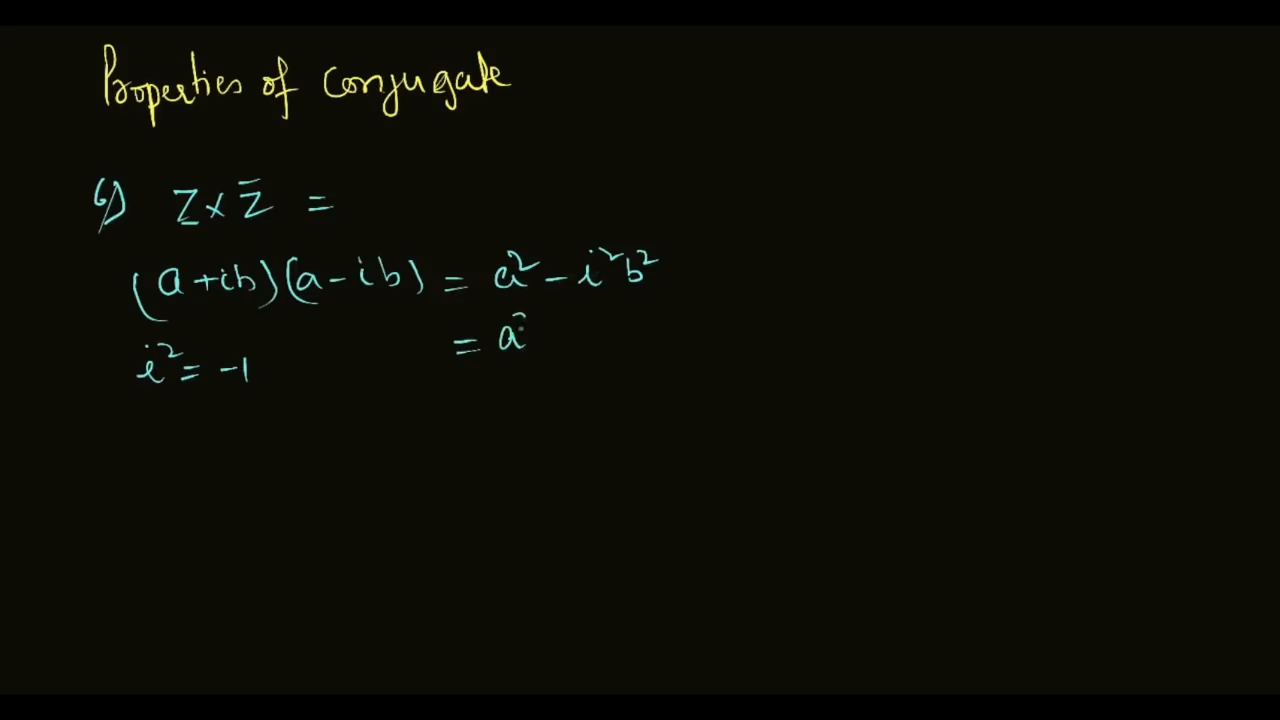 Properties of conjugate
6) Z × Z̄ =
(a + ib)(a - ib) = a² - i²b²
= a²
i² = -1